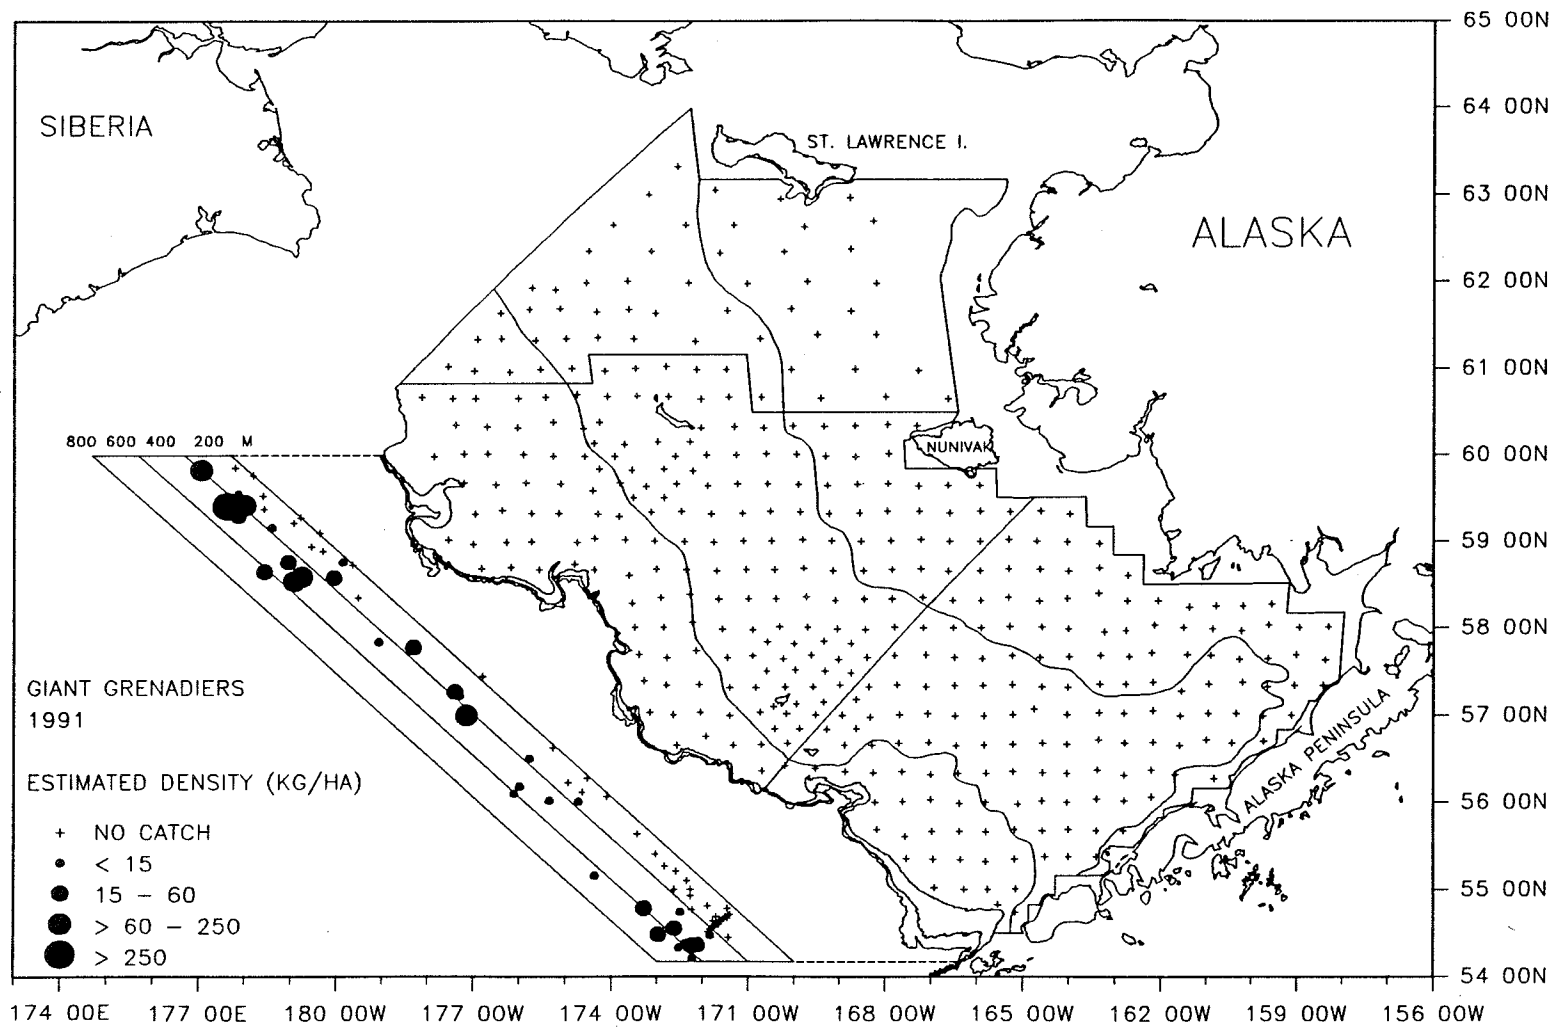 SIBERIA
ST. LAWRENCE I.
ALASKA
NUNIVAK
800 600 400 200 M
ALASKA PENINSULA
GIANT GRENADIERS
1991
ESTIMATED DENSITY (KG/HA)
+ NO CATCH
< 15
15 – 60
> 60 – 250
> 250
65 00N
64 00N
63 00N
62 00N
61 00N
60 00N
59 00N
58 00N
57 00N
56 00N
55 00N
54 00N
174 00E 177 00E 180 00W 177 00W 174 00W 171 00W 168 00W 165 00W 162 00W 159 00W 156 00W